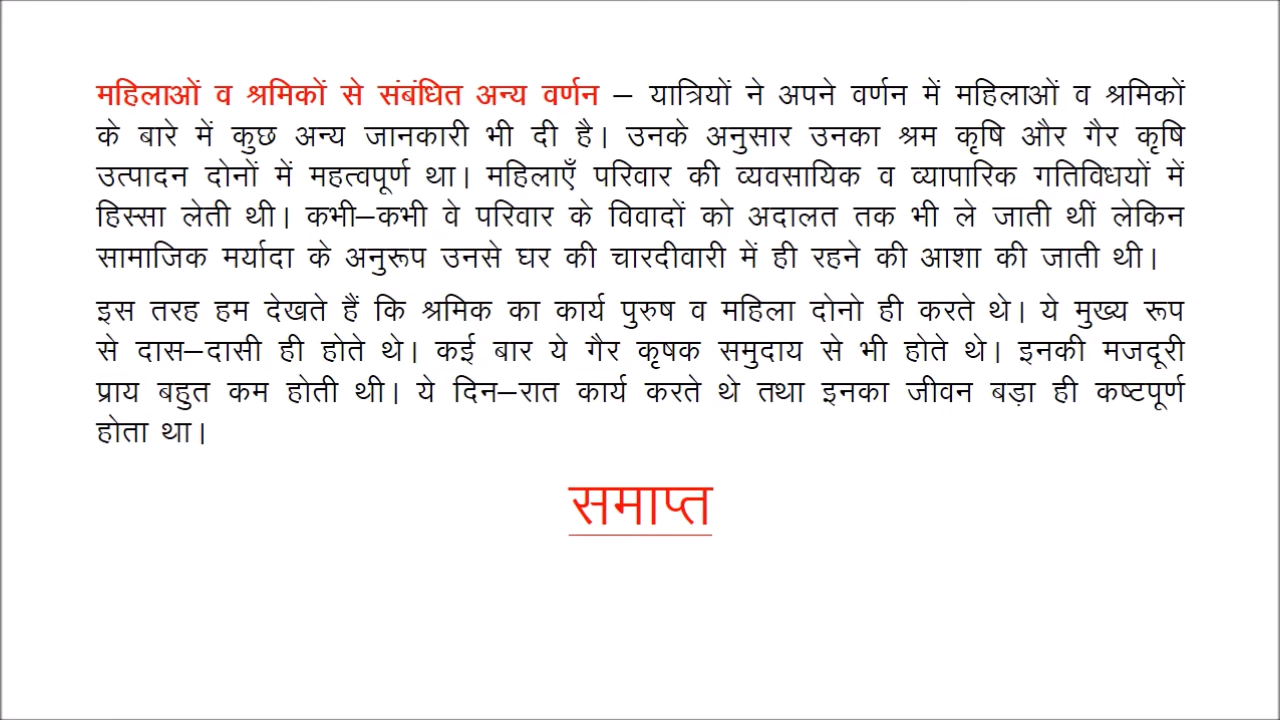 महिलाओं व श्रमिकों से संबंधित अन्य वर्णन – यात्रियों ने अपने वर्णन में महिलाओं व श्रमिकों
के बारे में कुछ अन्य जानकारी भी दी है। उनके अनुसार उनका श्रम कृषि और गैर कृषि
उत्पादन दोनों में महत्वपूर्ण था। महिलाएँ परिवार की व्यवसायिक व व्यापारिक गतिविधयों में
हिस्सा लेती थी। कभी–कभी वे परिवार के विवादों को अदालत तक भी ले जाती थीं लेकिन
सामाजिक मर्यादा के अनुरूप उनसे घर की चारदीवारी में ही रहने की आशा की जाती थी।
इस तरह हम देखते हैं कि श्रमिक का कार्य पुरुष व महिला दोनो ही करते थे। ये मुख्य रूप
से दास–दासी ही होते थे। कई बार ये गैर कृषक समुदाय से भी होते थे। इनकी मजदूरी
प्राय बहुत कम होती थी। ये दिन–रात कार्य करते थे तथा इनका जीवन बड़ा ही कष्टपूर्ण
होता था।
समाप्त